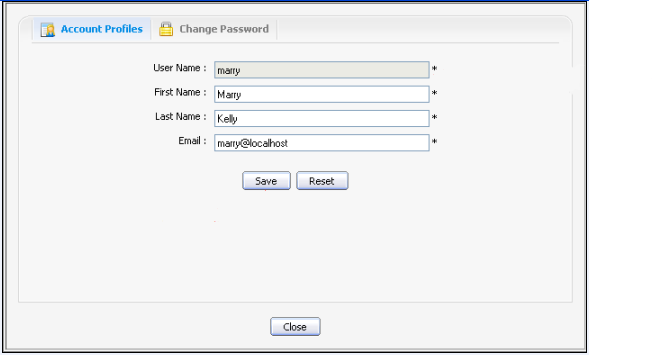 Account Profiles Change Password
User Name : marry *
First Name : Marry *
Last Name : Kelly *
Email : marry@localhost *
Save Reset
Close